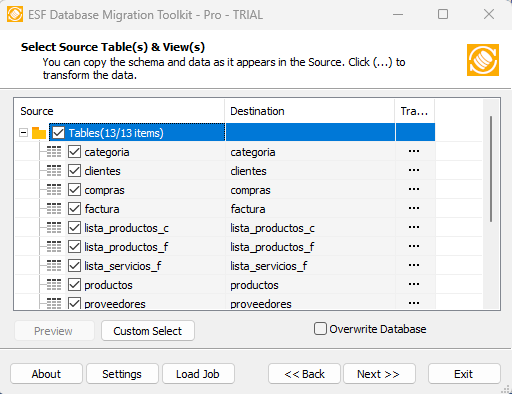 ESF Database Migration Toolkit - Pro - TRIAL
Select Source Table(s) & View(s)
You can copy the schema and data as it appears in the Source. Click (...) to
transform the data.
Source Destination Tra...
Tables(13/13 items)
categoria categoria ...
clientes clientes ...
compras compras ...
factura factura ...
lista_productos_c lista_productos_c ...
lista_productos_f lista_productos_f ...
lista_servicios_f lista_servicios_f ...
productos productos ...
proveedores proveedores ...
Preview Custom Select Overwrite Database
About Settings Load Job << Back Next >> Exit